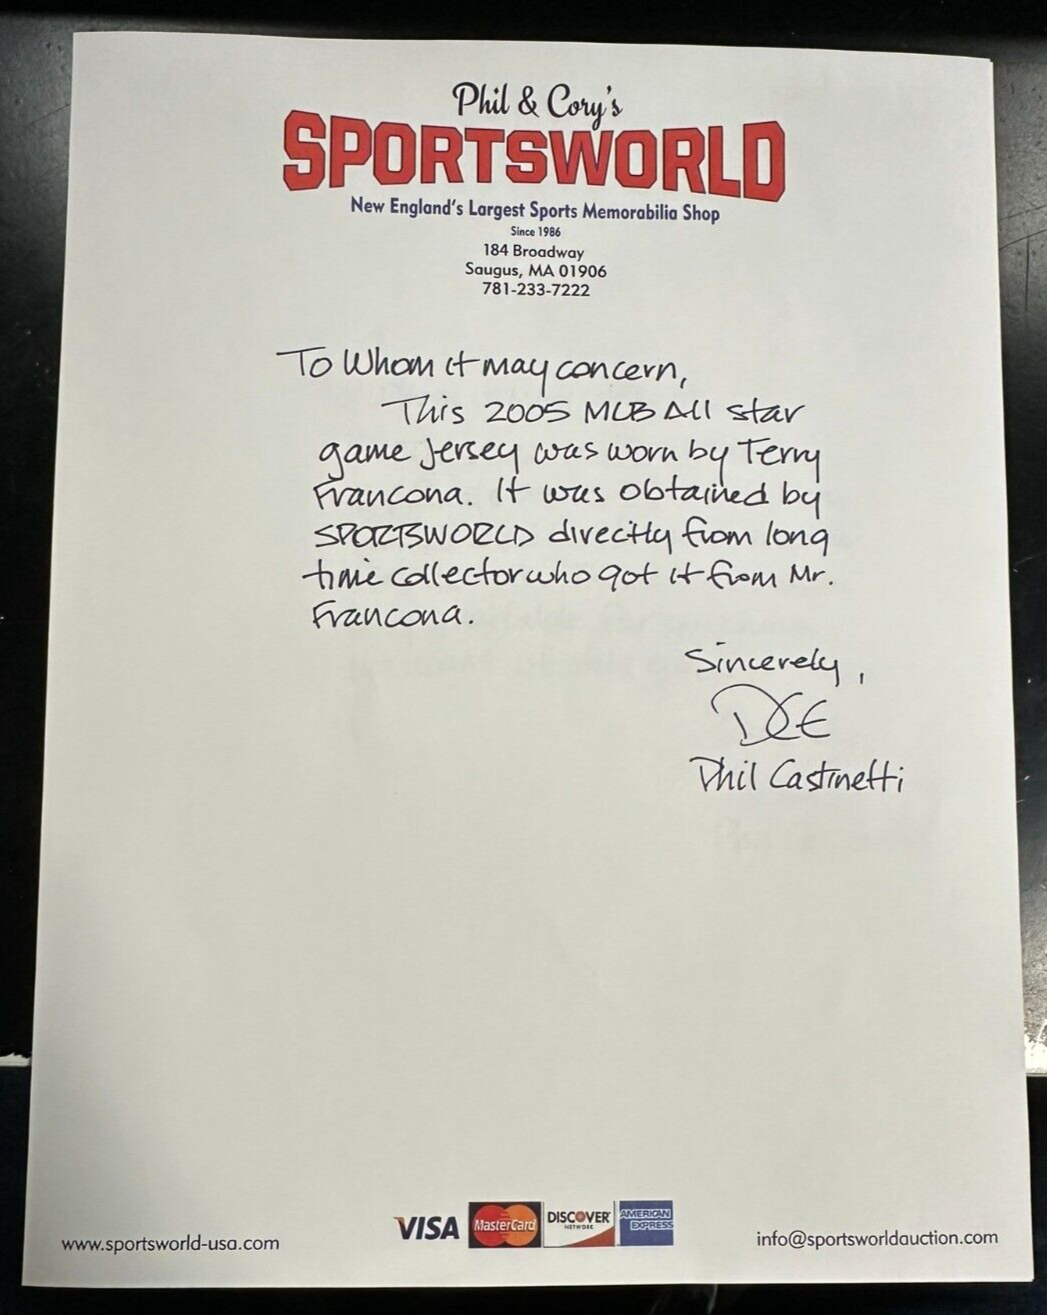 Phil & Cory's
SPORTSWORLD
New England's Largest Sports Memorabilia Shop
Since 1986
184 Broadway
Saugus, MA 01906
781-233-7222
To Whom it may concern,
This 2005 MLB All star
game Jersey was worn by Terry
Francona. It was obtained by
SPORTSWORLD directly from long
time collector who got it from Mr.
Francona.
Sincerely,
Phil Castinetti
VISA MasterCard DISCOVER NETWORK AMERICAN EXPRESS
www.sportsworld-usa.com
info@sportsworldauction.com